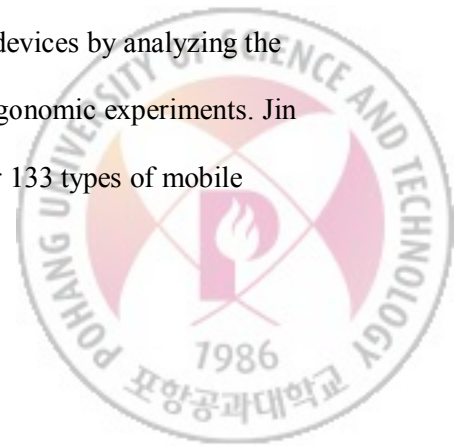 devices by analyzing the
gonomic experiments. Jin
133 types of mobile
POHANG UNIVERSITY OF SCIENCE AND TECHNOLOGY
1986
포항공과대학교